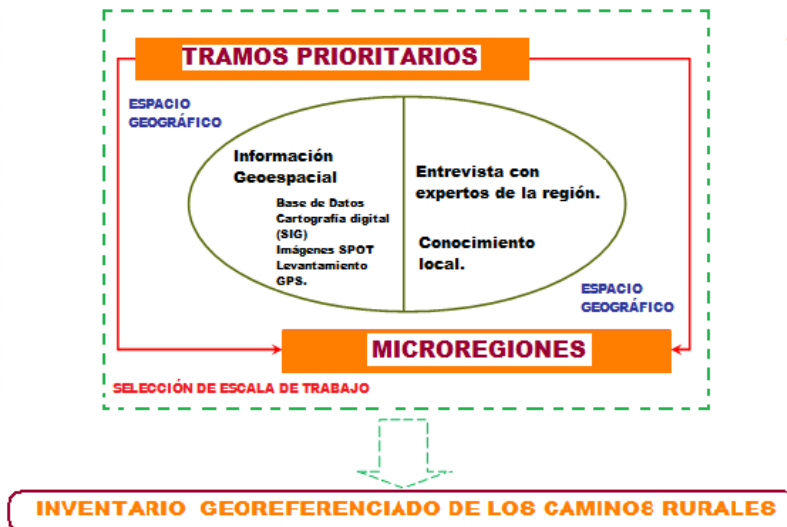 TRAMOS PRIORITARIOS
ESPACIO
GEOGRÁFICO
Información
Geoespacial
Base de Datos
Cartografía digital
(SIG)
Imágenes SPOT
Levantamiento
GPS.
Entrevista con
expertos de la región.
Conocimiento
local.
ESPACIO
GEOGRÁFICO
MICROREGIONES
SELECCIÓN DE ESCALA DE TRABAJO
INVENTARIO GEOREFERENCIADO DE LOS CAMINOS RURALES